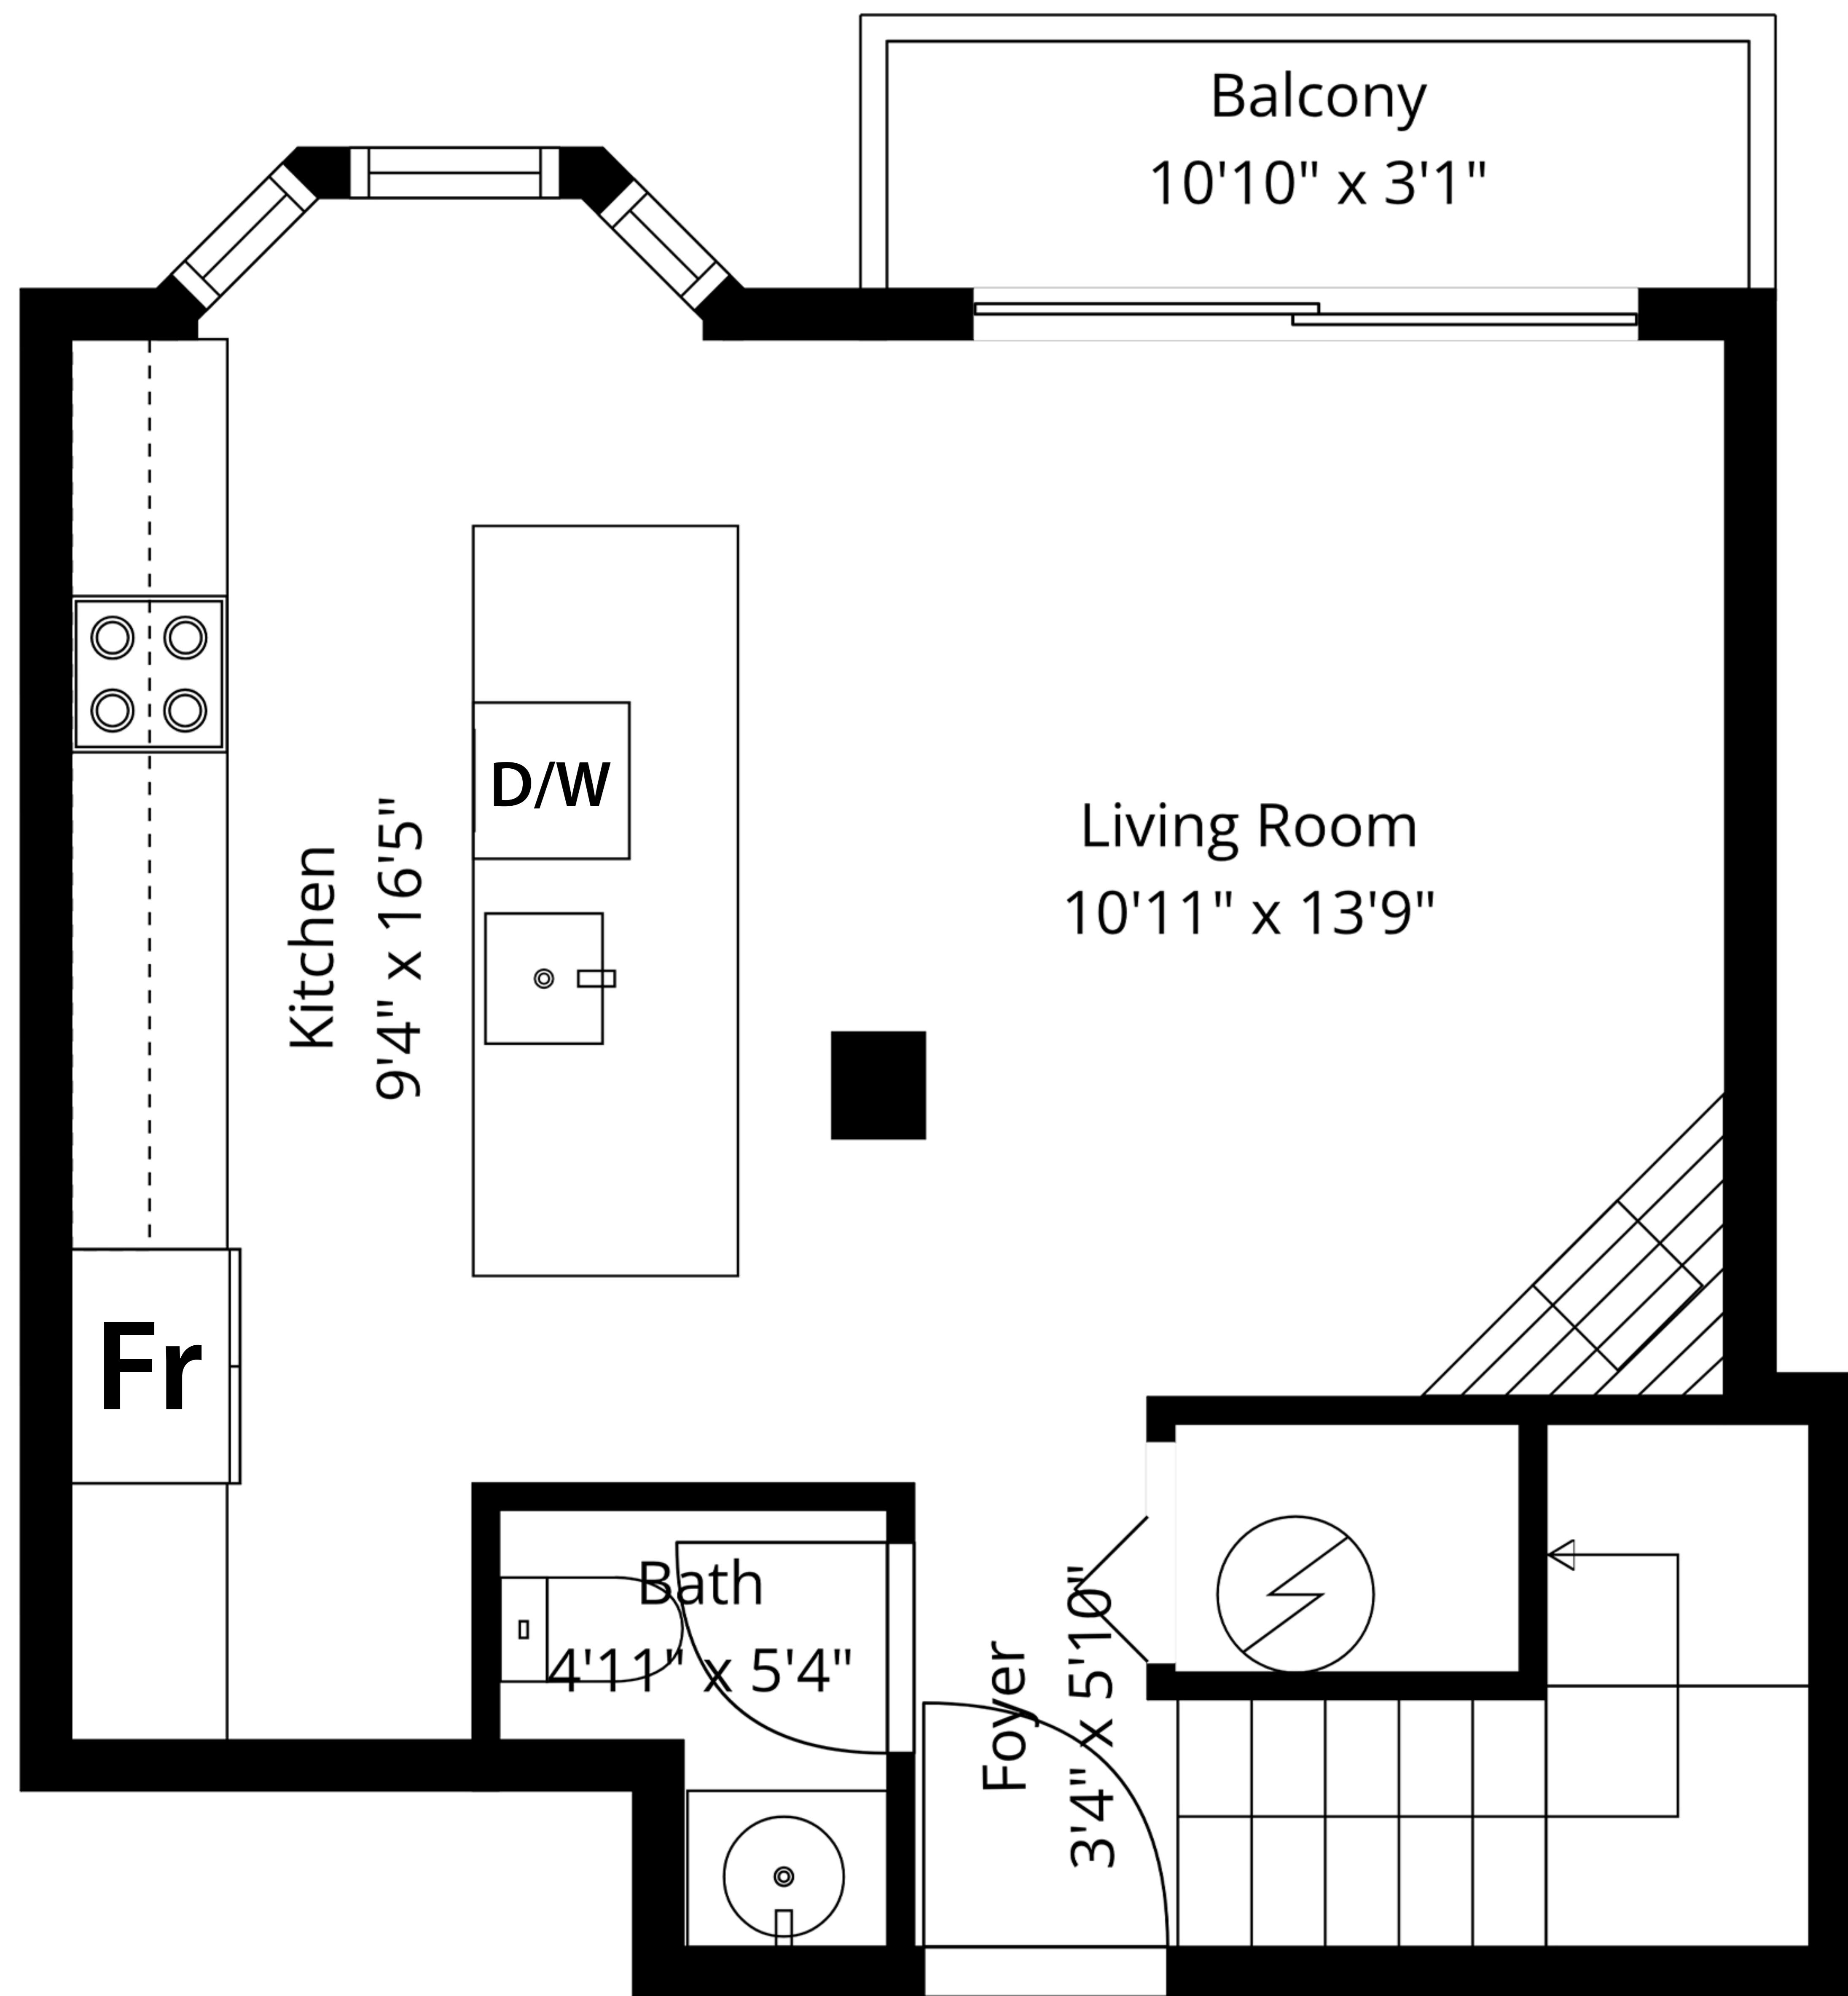 Balcony
10'10" x 3'1"
D/W
Kitchen
9'4" x 16'5"
Living Room
10'11" x 13'9"
Fr
Bath
4'11" x 5'4"
Foyer
3'4" x 5'10"